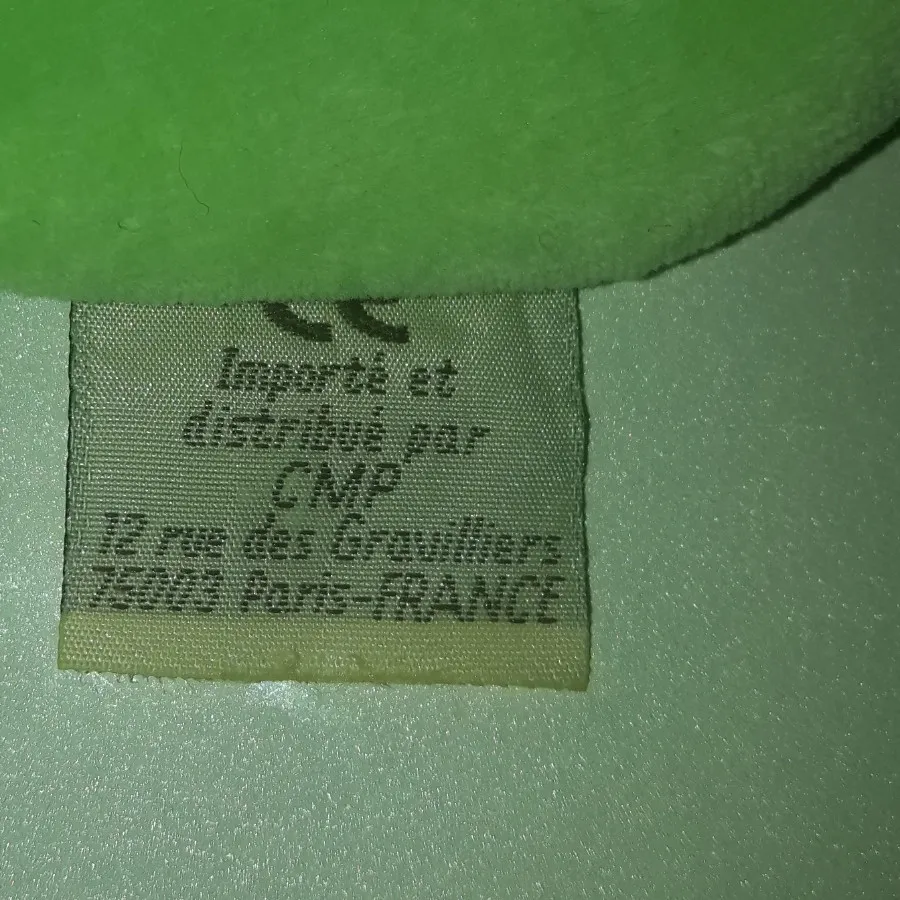 CE
Importé et
distribué par
CMP
12 rue des Gravilliers
75003 Paris-FRANCE